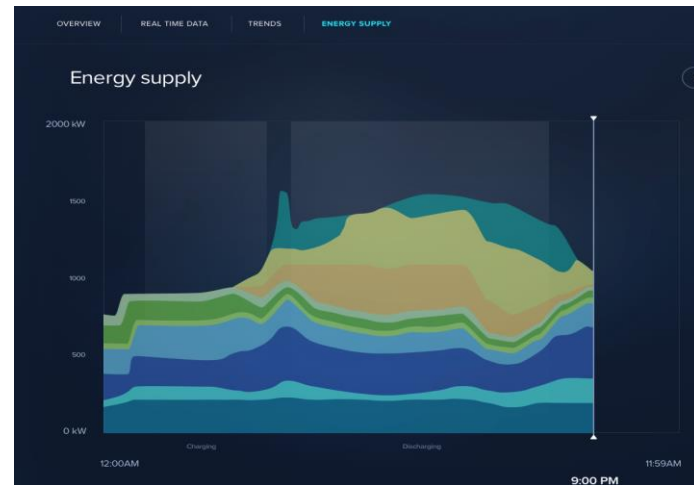 OVERVIEW
REAL TIME DATA
TRENDS
ENERGY SUPPLY
Energy supply
2000 kW
1500
1000
500
0 kW
Charging
Discharging
12:00AM
11:59AM
9:00 PM